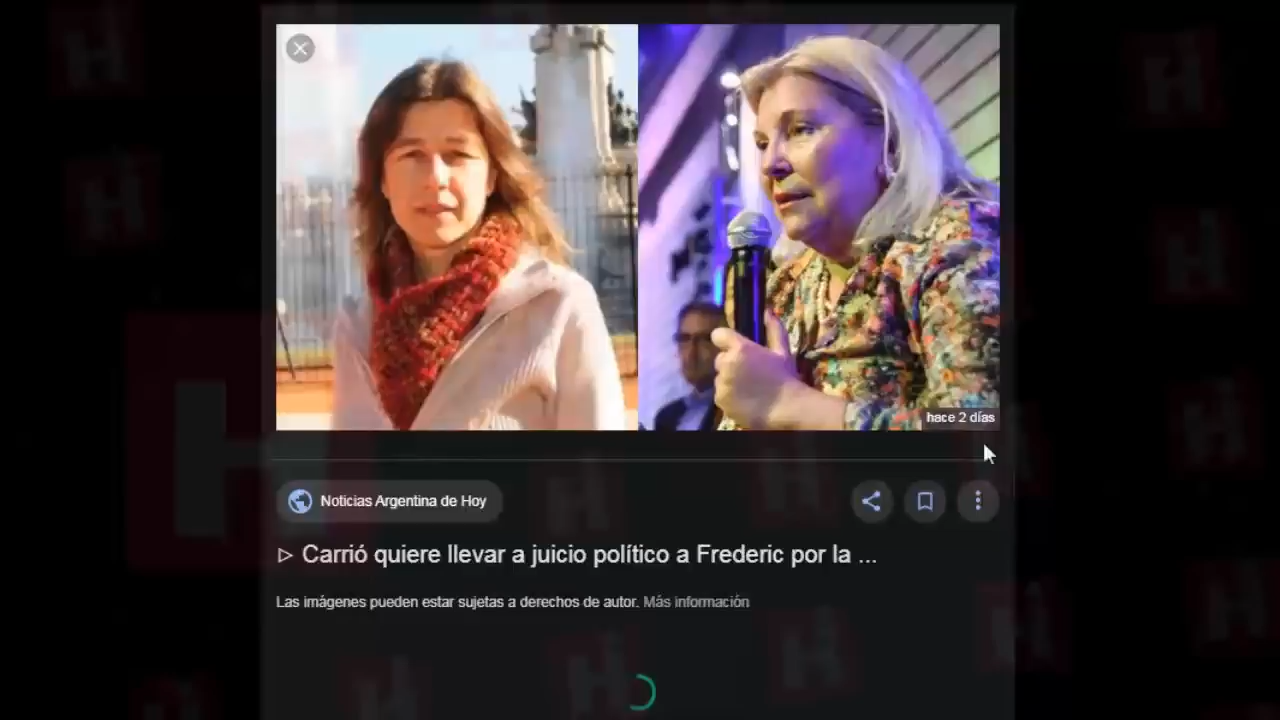 hace 2 días
Noticias Argentina de Hoy
Carrió quiere llevar a juicio político a Frederic por la ...
Las imágenes pueden estar sujetas a derechos de autor. Más información